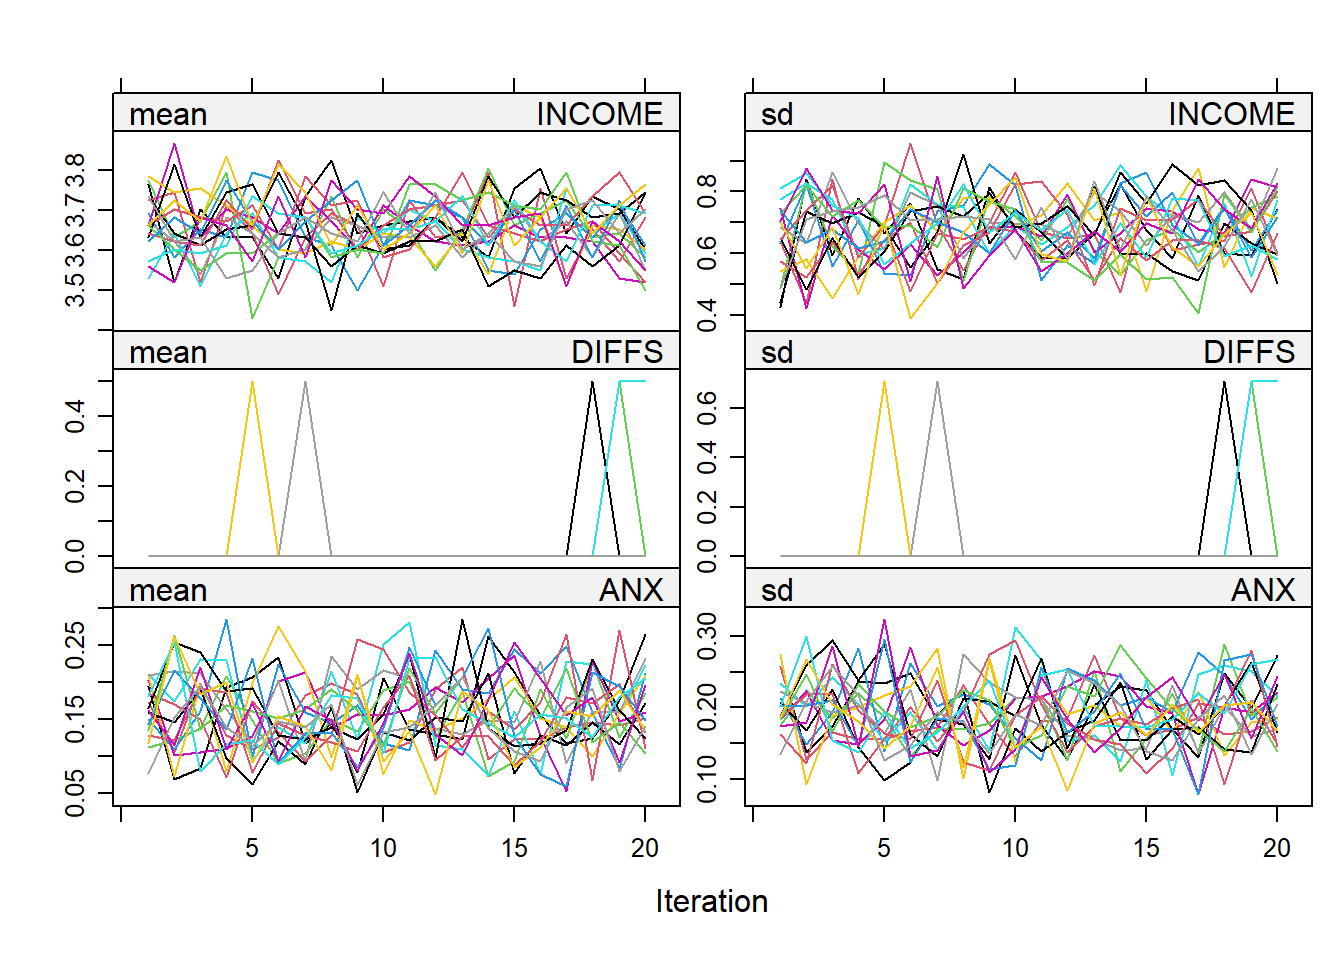 mean INCOME
sd INCOME
3.5 3.6 3.7 3.8
0.4 0.6 0.8
mean DIFFS
sd DIFFS
0.0 0.2 0.4
0.0 0.2 0.4 0.6
mean ANX
sd ANX
0.05 0.15 0.25
0.10 0.20 0.30
5 10 15 20
5 10 15 20
Iteration